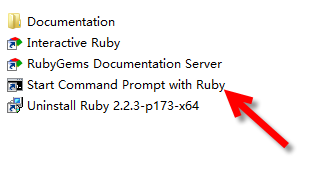 Documentation
Interactive Ruby
RubyGems Documentation Server
Start Command Prompt with Ruby
Uninstall Ruby 2.2.3-p173-x64